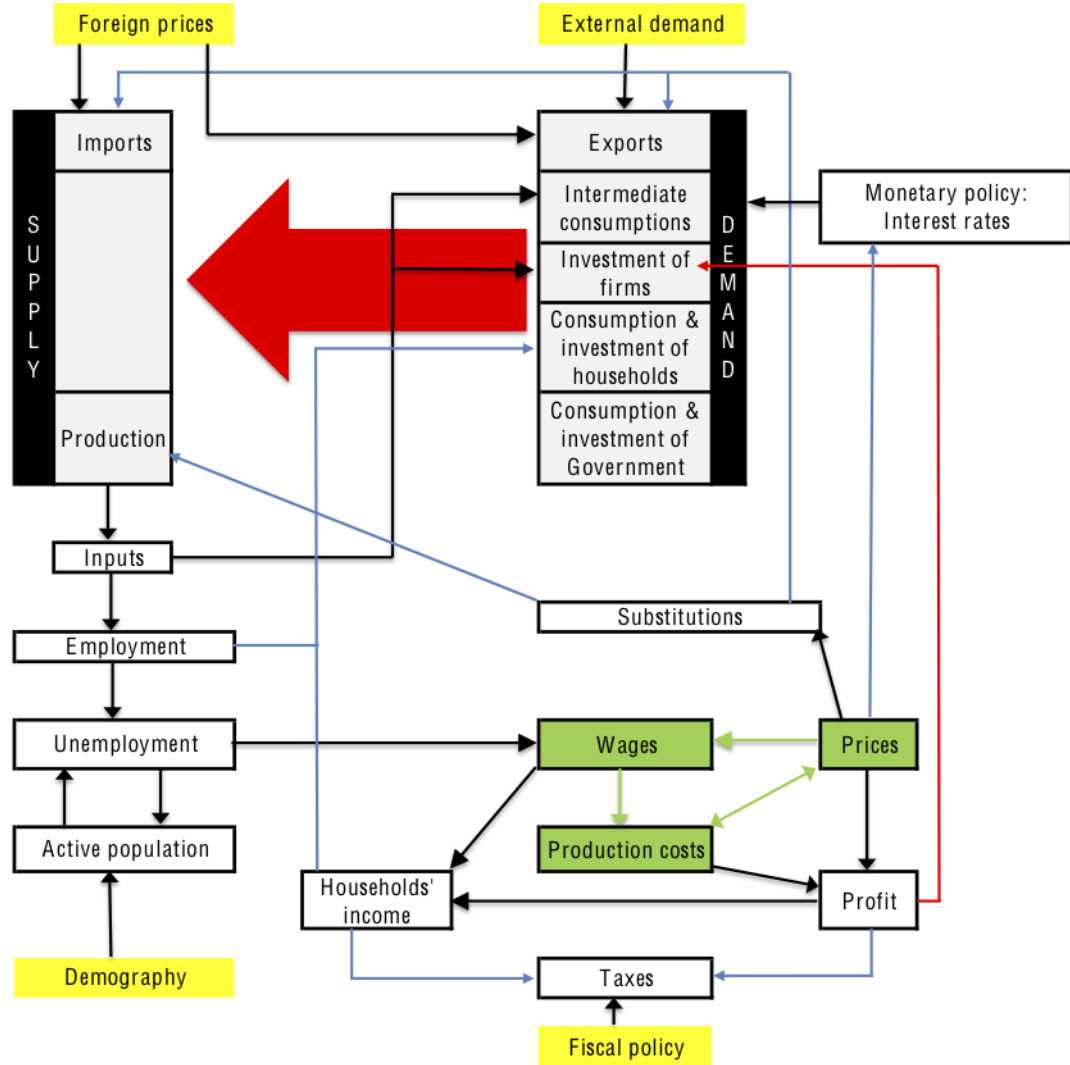 Foreign prices
External demand
SUPPLY
Imports
Production
Exports
Intermediate
consumptions
Investment of
firms
Consumption &
investment of
households
Consumption &
investment of
Government
DEMAND
Monetary policy:
Interest rates
Inputs
Substitutions
Employment
Unemployment
Wages
Prices
Active population
Production costs
Households'
income
Profit
Demography
Taxes
Fiscal policy